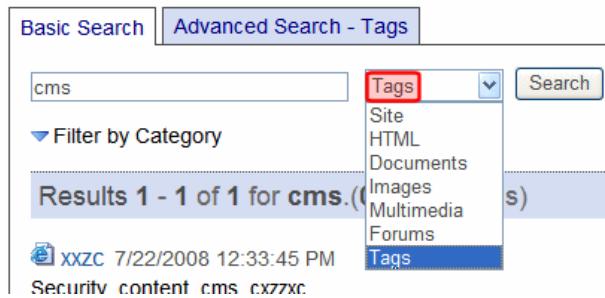 Basic Search Advanced Search - Tags
cms Tags Search
Site
Filter by Category HTML
Documents
Results 1 - 1 of 1 for cms.( s)
Images
Multimedia
Forums
xxzc 7/22/2008 12:33:45 PM Tags
Security content cms cxzzxc